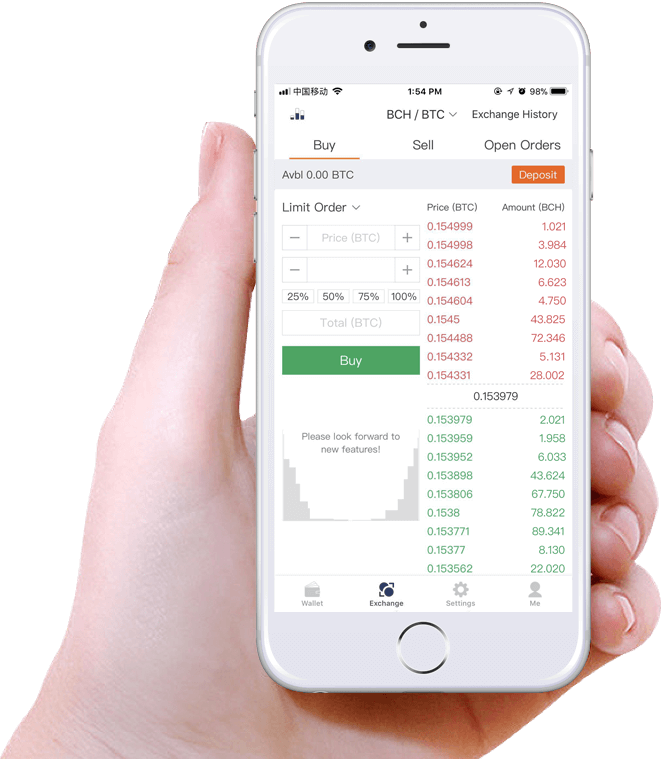 中国移动 1:54 PM 98%
BCH / BTC Exchange History
Buy Sell Open Orders
Avbl 0.00 BTC Deposit
Limit Order
− Price (BTC) +
− +
25% 50% 75% 100%
Total (BTC)
Buy
Please look forward to
new features!
Price (BTC) Amount (BCH)
0.154999 1.021
0.154998 3.984
0.154624 12.030
0.154613 6.623
0.154604 4.750
0.1545 43.825
0.154488 72.346
0.154332 5.131
0.154331 28.002
0.153979
0.153979 2.021
0.153959 1.958
0.153952 6.033
0.153898 43.624
0.153806 67.750
0.1538 78.822
0.153771 89.341
0.15377 8.130
0.153562 22.020
Wallet Exchange Settings Me